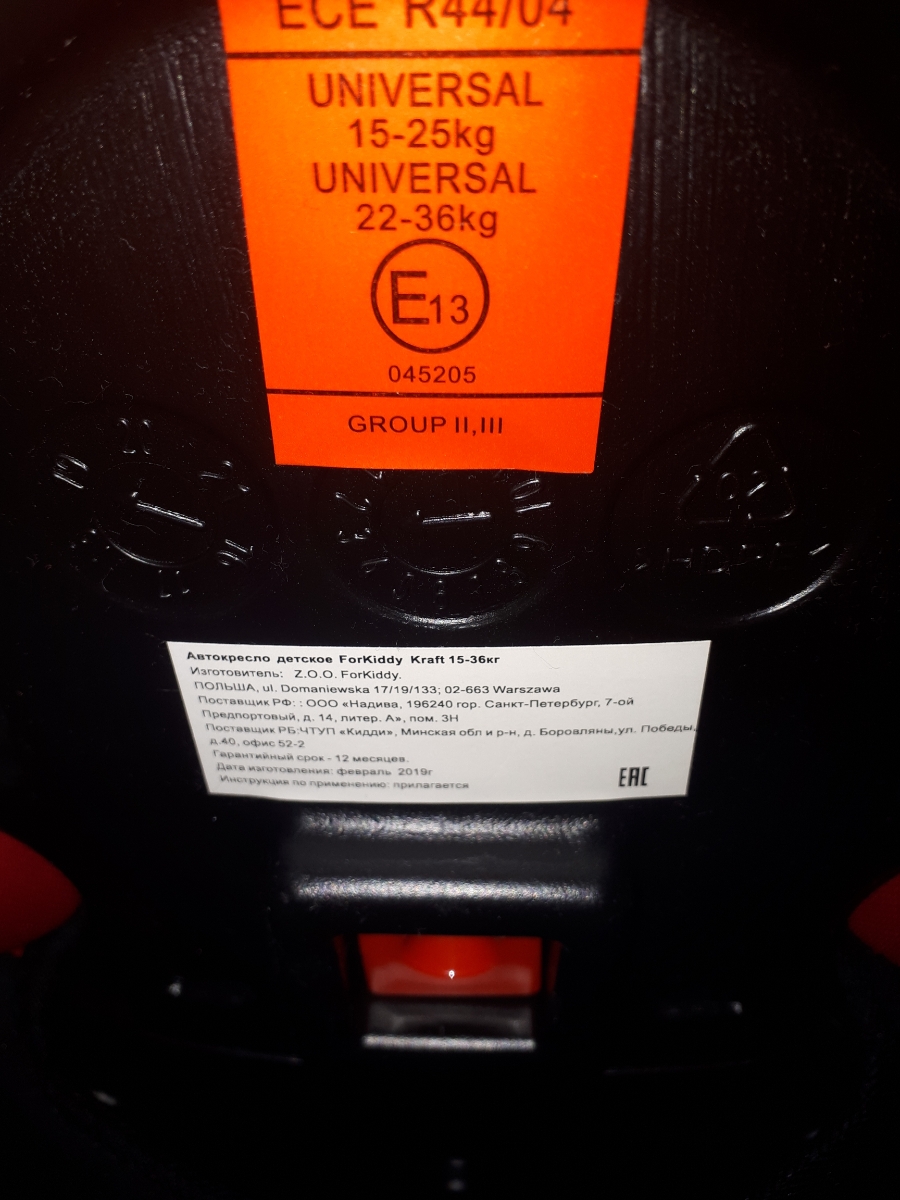 ECE R44/04
UNIVERSAL
15-25kg
UNIVERSAL
22-36kg
E13
045205
GROUP II,III
Автокресло детское ForKiddy Kraft 15-36кг
Изготовитель: Z.O.O. ForKiddy.
ПОЛЬША, ul. Domaniewska 17/19/133; 02-663 Warszawa
Поставщик РФ: : ООО «Надива, 196240 гор. Санкт-Петербург, 7-ой
Предпортовый, д. 14, литер. А», пом. 3Н
Поставщик РБ:ЧТУП «Кидди», Минская обл и р-н, д. Боровляны,ул. Победы,
д.40, офис 52-2
Гарантийный срок - 12 месяцев.
Дата изготовления: февраль 2019г
Инструкция по применению: прилагается
EAC